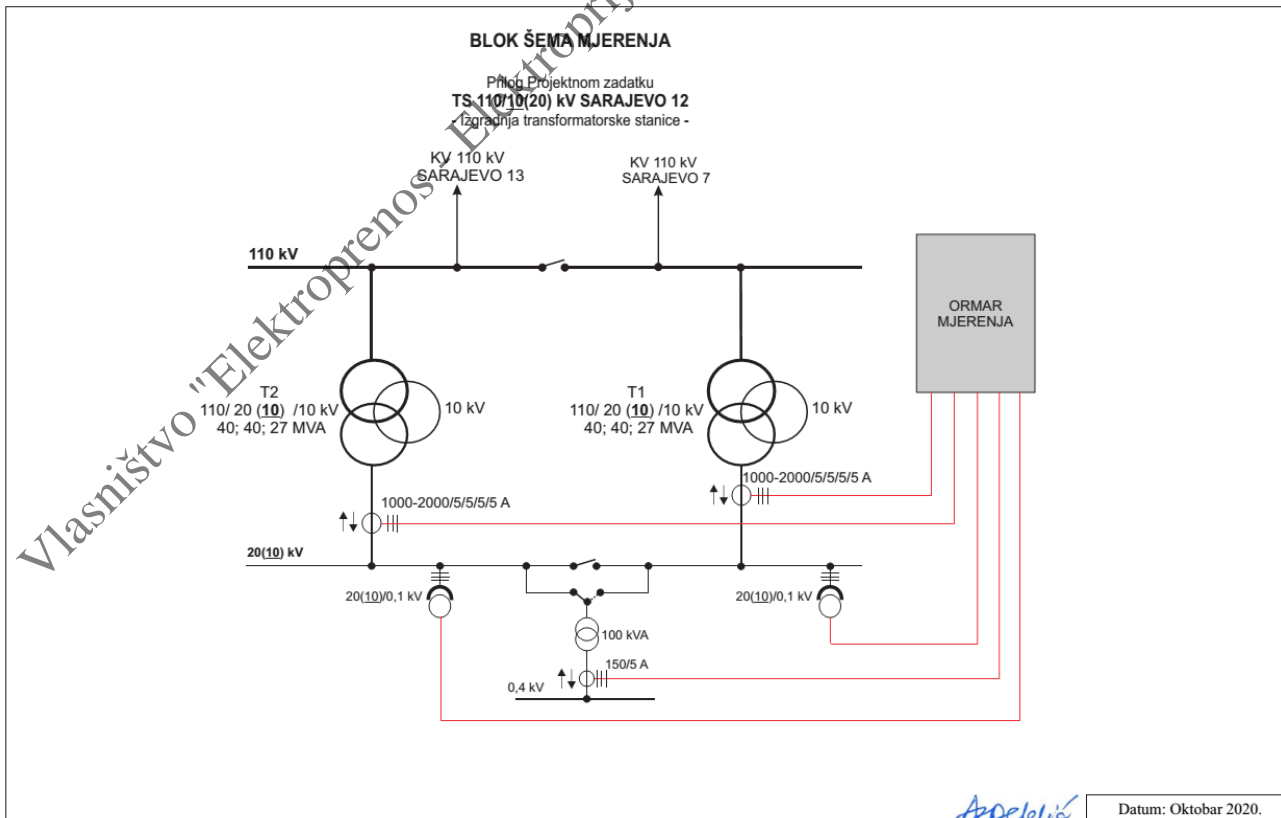 BLOK ŠEMA MJERENJA
Prilog Projektnom zadatku
TS 110/10(20) kV SARAJEVO 12
- Izgradnja transformatorske stanice -
KV 110 kV
SARAJEVO 13
KV 110 kV
SARAJEVO 7
110 kV
ORMAR
MJERENJA
T2
110/ 20 (10) /10 kV
40; 40; 27 MVA
10 kV
T1
110/ 20 (10) /10 kV
40; 40; 27 MVA
10 kV
1000-2000/5/5/5/5 A
1000-2000/5/5/5/5 A
20(10) kV
20(10)/0,1 kV
20(10)/0,1 kV
100 kVA
150/5 A
0,4 kV
Vlasništvo "Elektroprenos - 
Datum: Oktobar 2020.